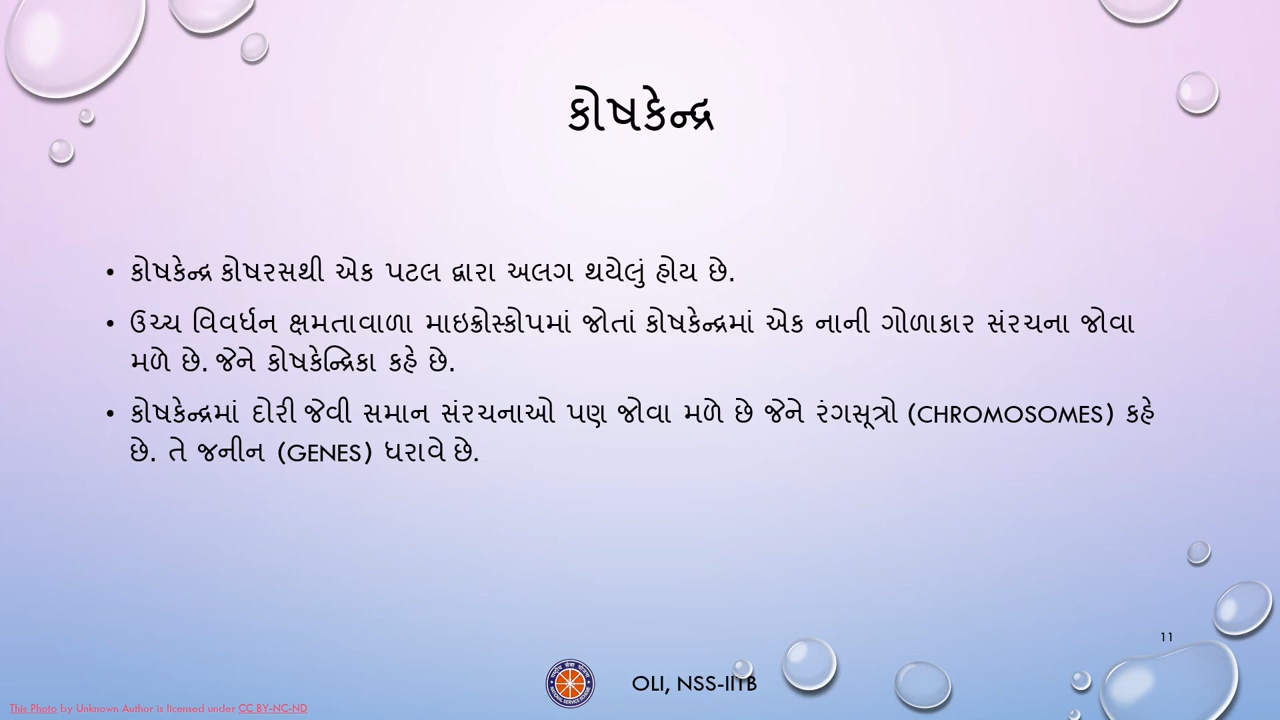 કોષકેન્દ્ર
• કોષકેન્દ્ર કોષરસથી એક પટલ દ્વારા અલગ થયેલું હોય છે.
• ઉચ્ચ વિવર્ધન ક્ષમતાવાળા માઇક્રોસ્કોપમાં જોતાં કોષકેન્દ્રમાં એક નાની ગોળાકાર સંરચના જોવા
મળે છે. જેને કોષકેન્દ્રિકા કહે છે.
• કોષકેન્દ્રમાં દોરી જેવી સમાન સંરચનાઓ પણ જોવા મળે છે જેને રંગસૂત્રો (CHROMOSOMES) કહે
છે. તે જનીન (GENES) ધરાવે છે.
11
OLI, NSS-IITB
This Photo by Unknown Author is licensed under CC BY-NC-ND